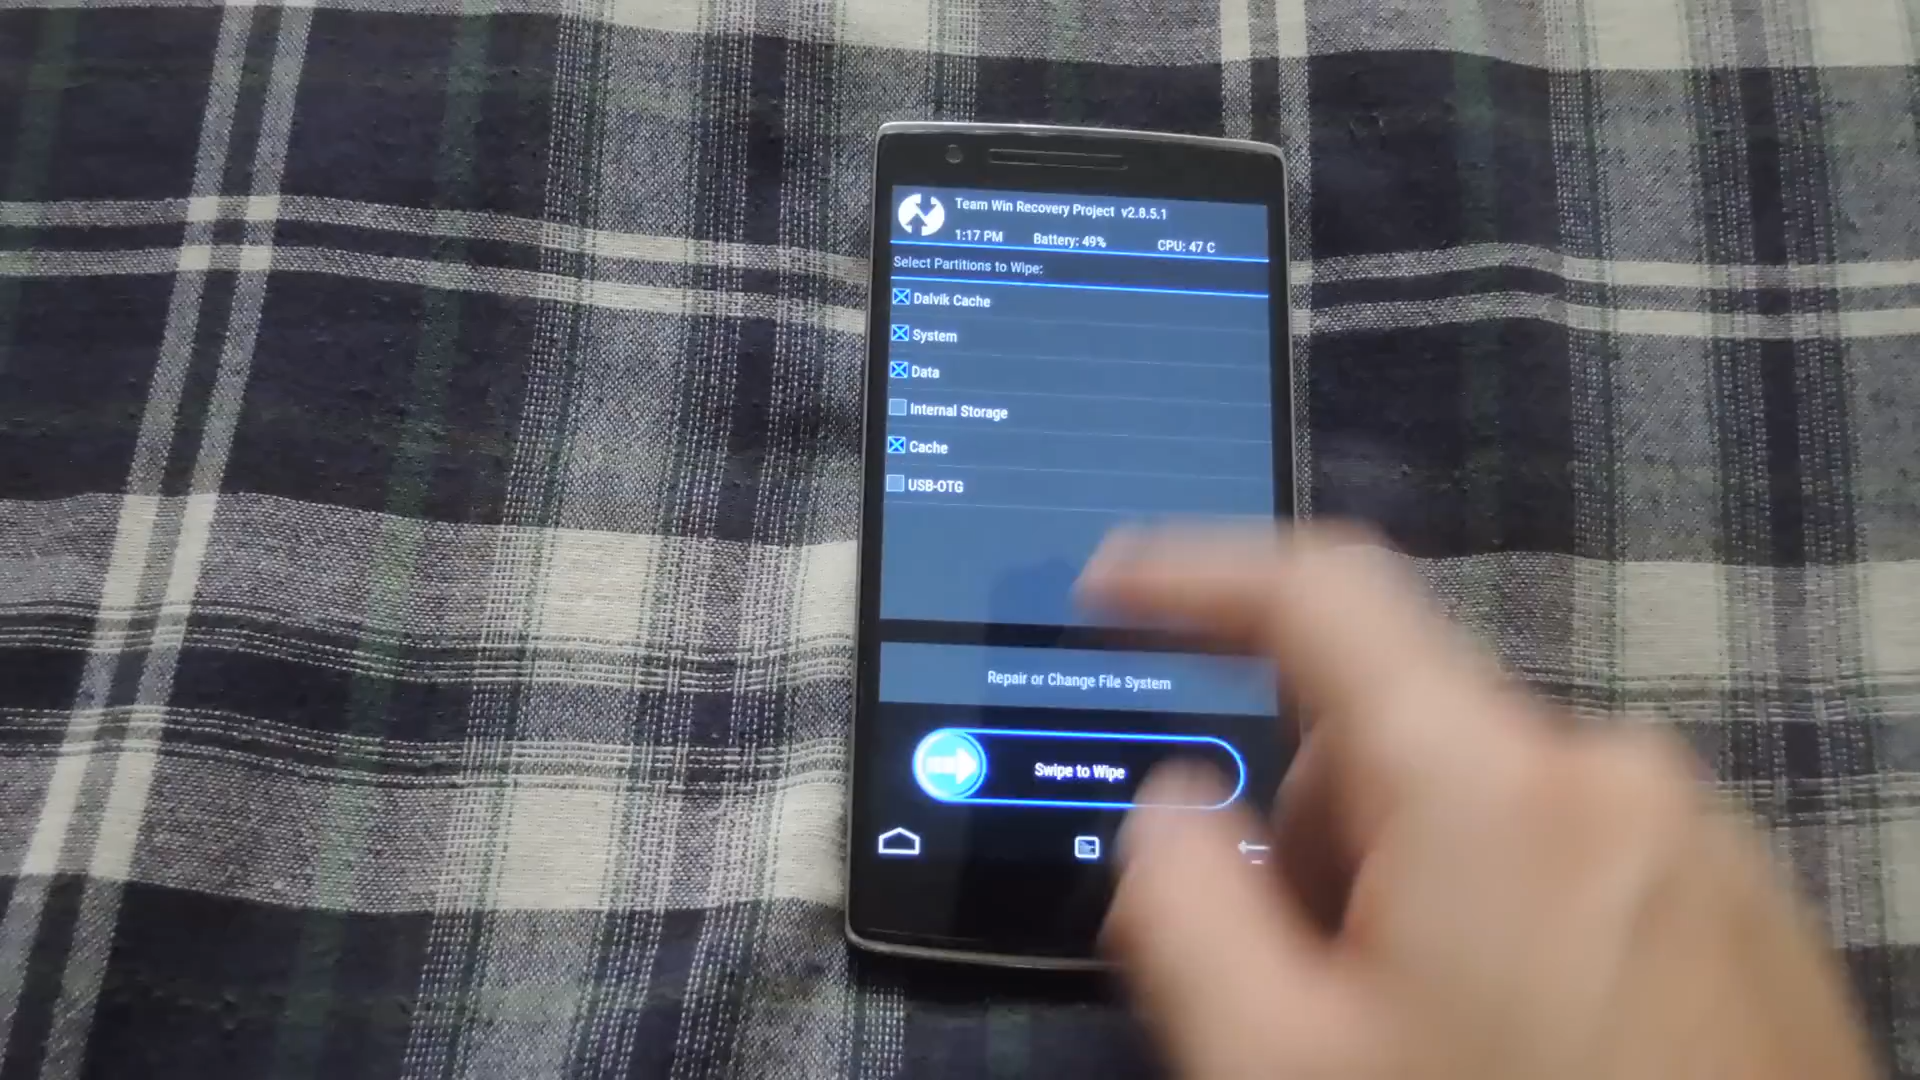 Team Win Recovery Project v2.8.5.1
1:17 PM Battery: 49% CPU: 47 C
Select Partitions to Wipe:
Dalvik Cache
System
Data
Internal Storage
Cache
USB-OTG
Repair or Change File System
Swipe to Wipe